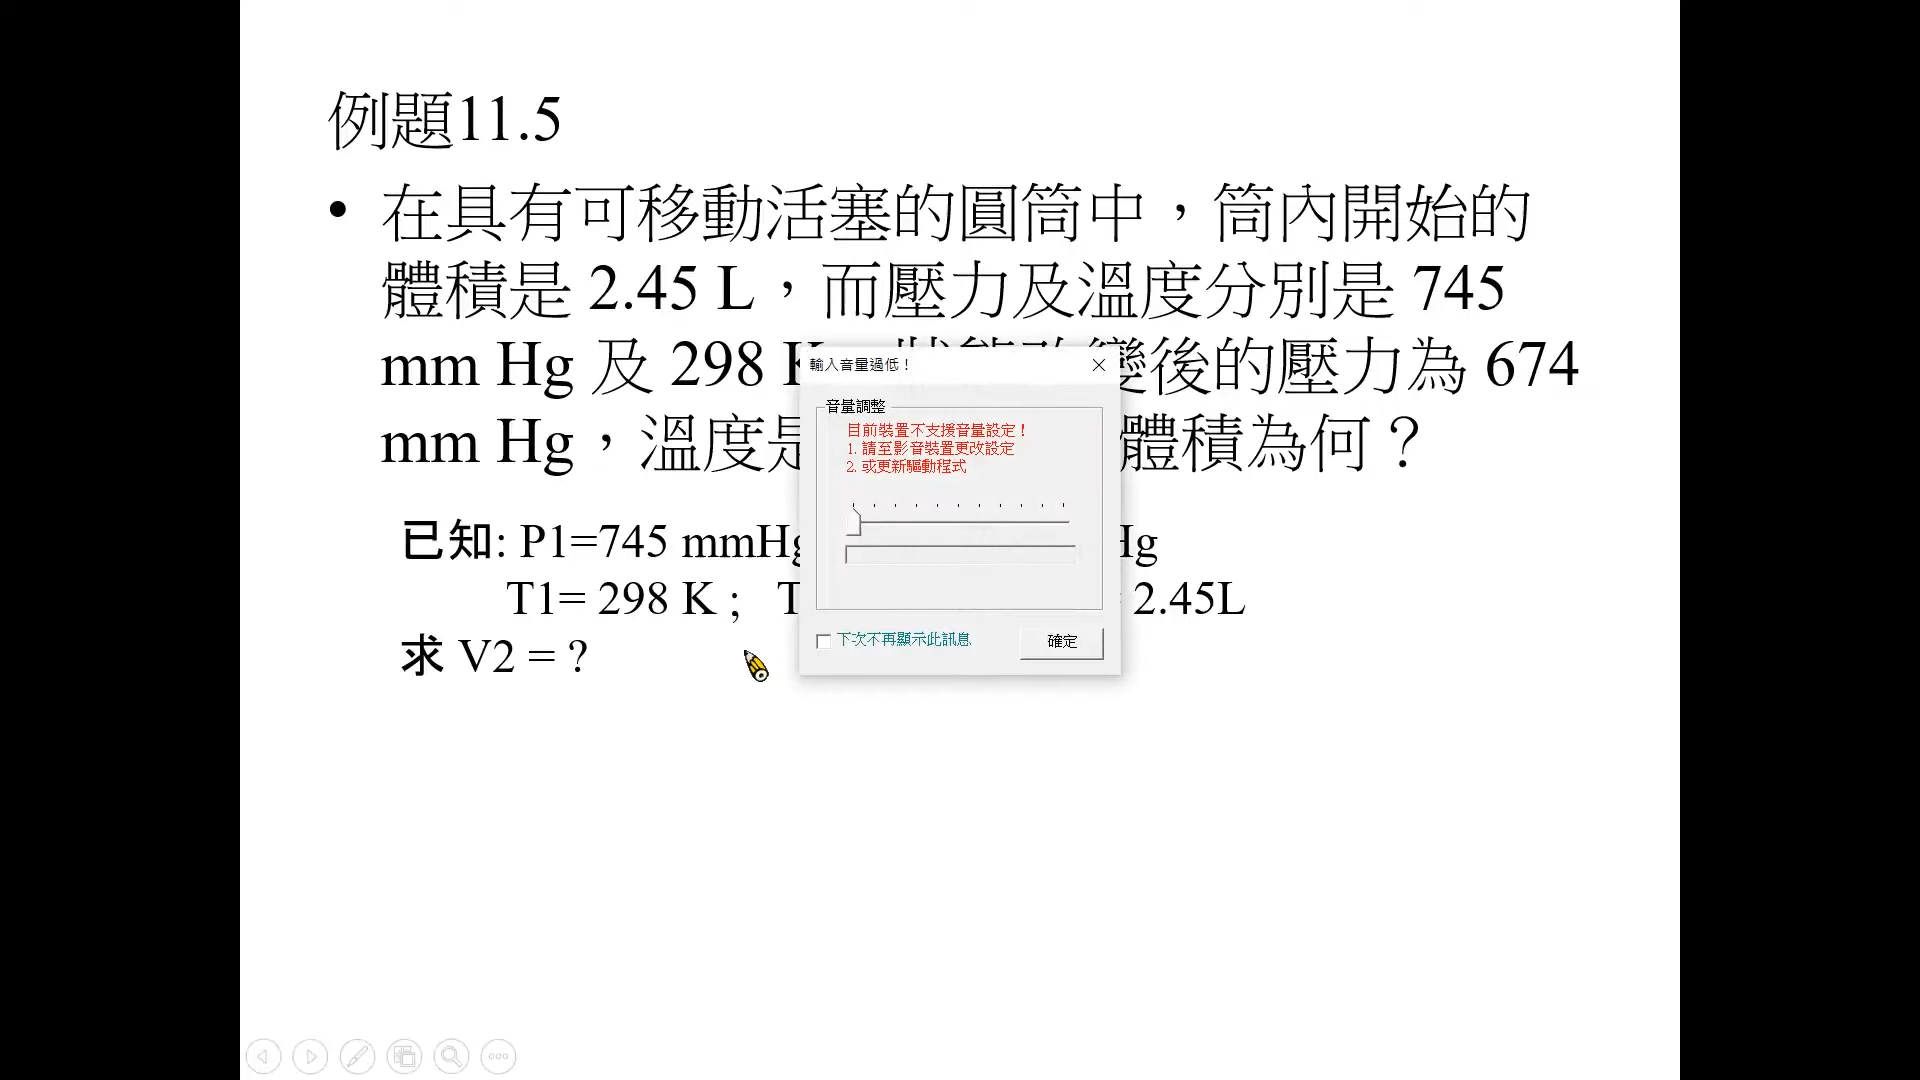 例題11.5
• 在具有可移動活塞的圓筒中，筒內開始的
體積是 2.45 L，而壓力及溫度分別是 745
mm Hg 及 298 變後的壓力為 674
mm Hg，溫度是 體積為何？
已知: P1=745 mmHg Hg
T1= 298 K ; T 2.45L
求 V2 = ?
輸入音量過低！
音量調整
目前裝置不支援音量設定！
1. 請至影音裝置更改設定
2. 或更新驅動程式
下次不再顯示此訊息
確定